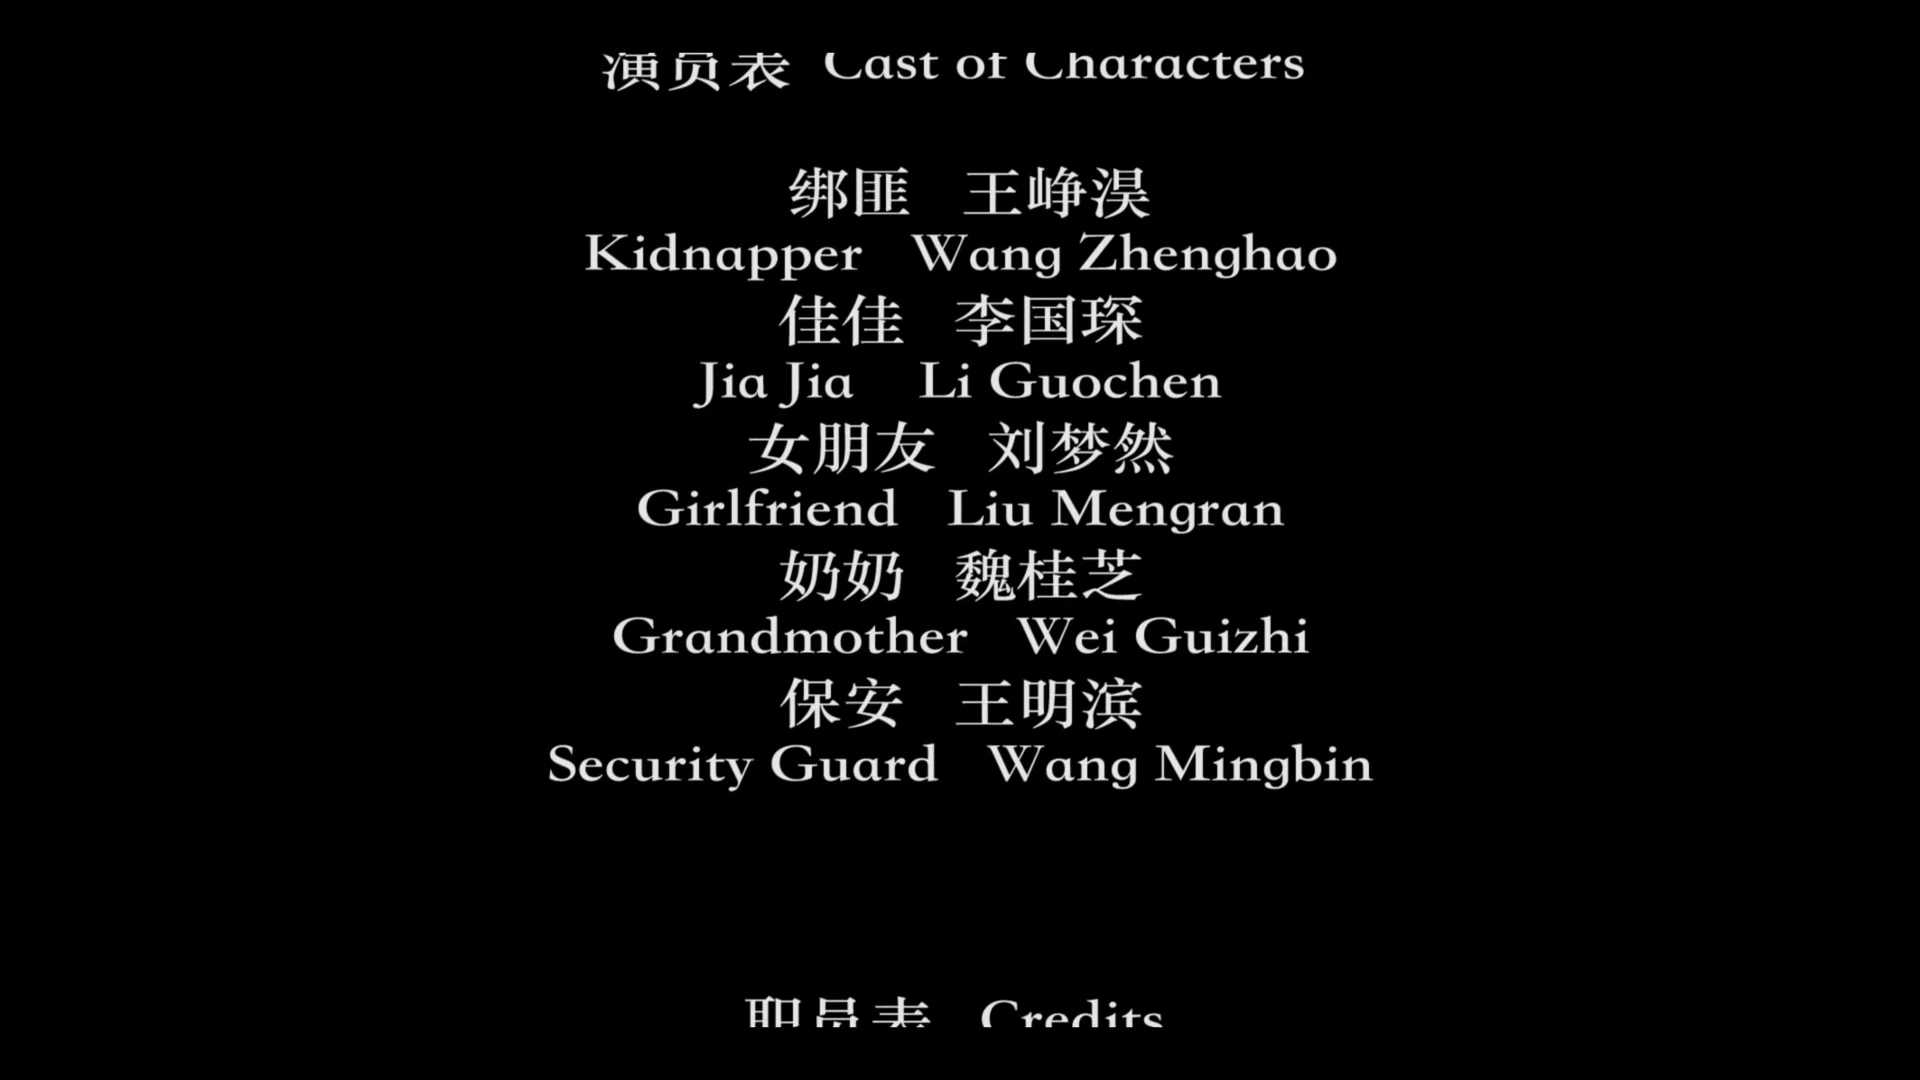 演员表 Cast of Characters
绑匪 王峥淏
Kidnapper Wang Zhenghao
佳佳 李国琛
Jia Jia Li Guochen
女朋友 刘梦然
Girlfriend Liu Mengran
奶奶 魏桂芝
Grandmother Wei Guizhi
保安 王明滨
Security Guard Wang Mingbin
职员表 Credits